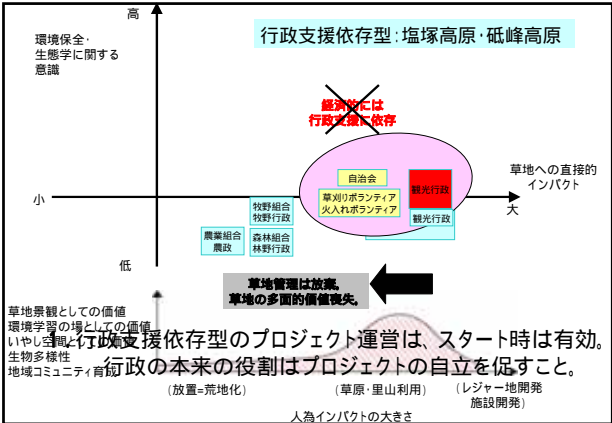 高
環境保全・
生態学に関する
意識
行政支援依存型：塩塚高原・砥峰高原
経済的には
行政支援に依存
草地への直接的
インパクト
小
大
自治会
草刈りボランティア
火入れボランティア
観光行政
観光行政
牧野組合
牧野行政
農業組合
農政
森林組合
林野行政
低
草地管理は放棄。
草地の多面的価値喪失。
草地景観としての価値
環境学習の場としての価値
いやし空間としての価値
生物多様性
地域コミュニティ育成
1．行政支援依存型のプロジェクト運営は、スタート時は有効。
行政の本来の役割はプロジェクトの自立を促すこと。
(放置=荒地化)
(草原・里山利用)
(レジャー地開発
施設開発)
人為インパクトの大きさ